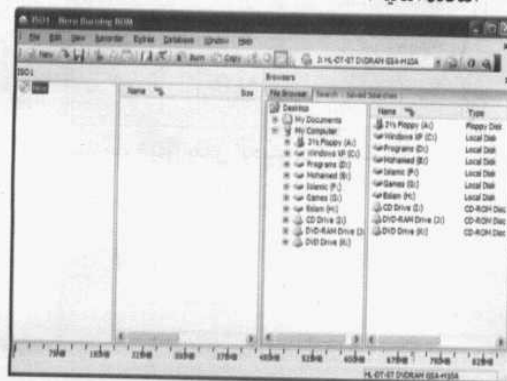 ISO1 - Nero Burning ROM
File Edit View Recorder Extras Database Window Help
New Burn Copy J: HL-DT-ST DVDRAM GSA-H10A
ISO1
New
Name Size
Browsers
File Browser Search - Saved Searches
Desktop
My Documents
My Computer
3½ Floppy (A:)
Windows XP (C:)
Programs (D:)
Mohamed (E:)
Islamic (F:)
Games (G:)
Eslam (H:)
CD Drive (I:)
DVD-RAM Drive (J:)
DVD Drive (K:)
Name Type
3½ Floppy (A:) Floppy Disk
Windows XP (C:) Local Disk
Programs (D:) Local Disk
Mohamed (E:) Local Disk
Islamic (F:) Local Disk
Games (G:) Local Disk
Eslam (H:) Local Disk
CD Drive (I:) CD-ROM Disc
DVD-RAM Drive (J:) CD-ROM Disc
DVD Drive (K:) CD-ROM Disc
HL-DT-ST DVDRAM GSA-H10A